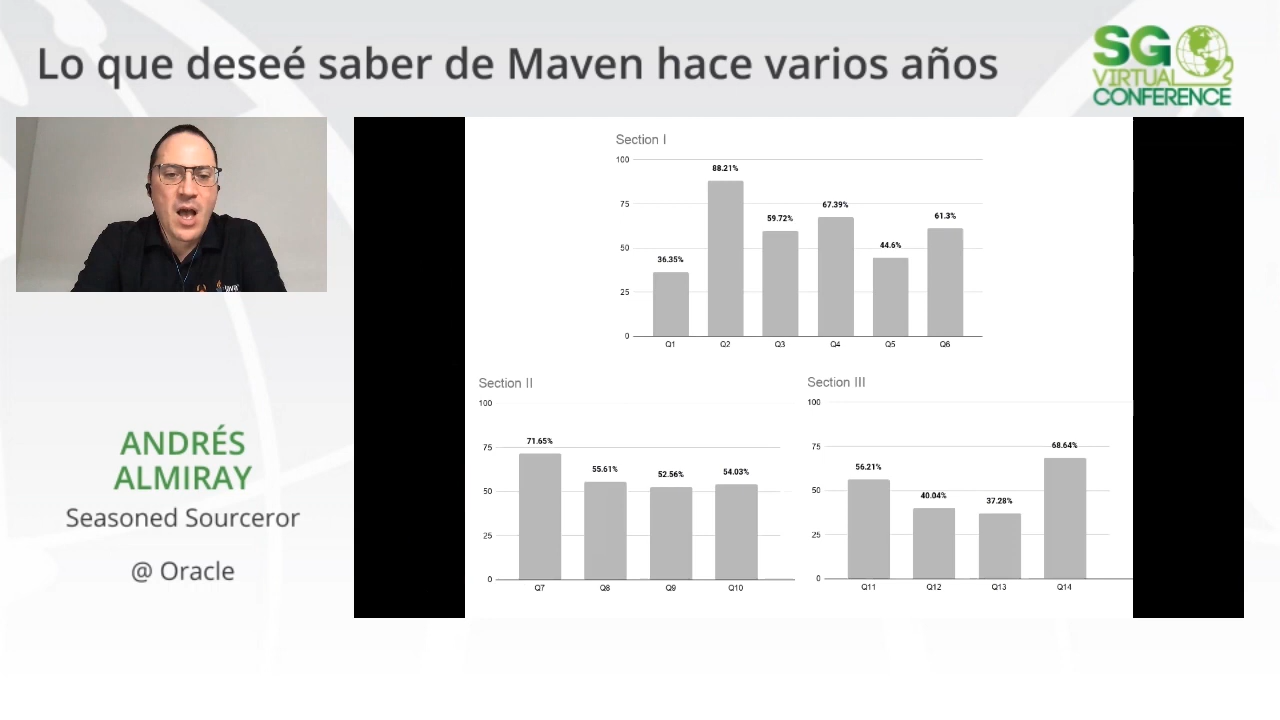 Lo que deseé saber de Maven hace varios años
SG
VIRTUAL
CONFERENCE
ANDRÉS
ALMIRAY
Seasoned Sourceror
@ Oracle
Section I
100
75
50
25
0
36.35%
88.21%
59.72%
67.39%
44.6%
61.3%
Q1 Q2 Q3 Q4 Q5 Q6
Section II
100
75
50
25
0
71.65%
55.61%
52.56%
54.03%
Q7 Q8 Q9 Q10
Section III
100
75
50
25
0
56.21%
40.04%
37.28%
68.64%
Q11 Q12 Q13 Q14